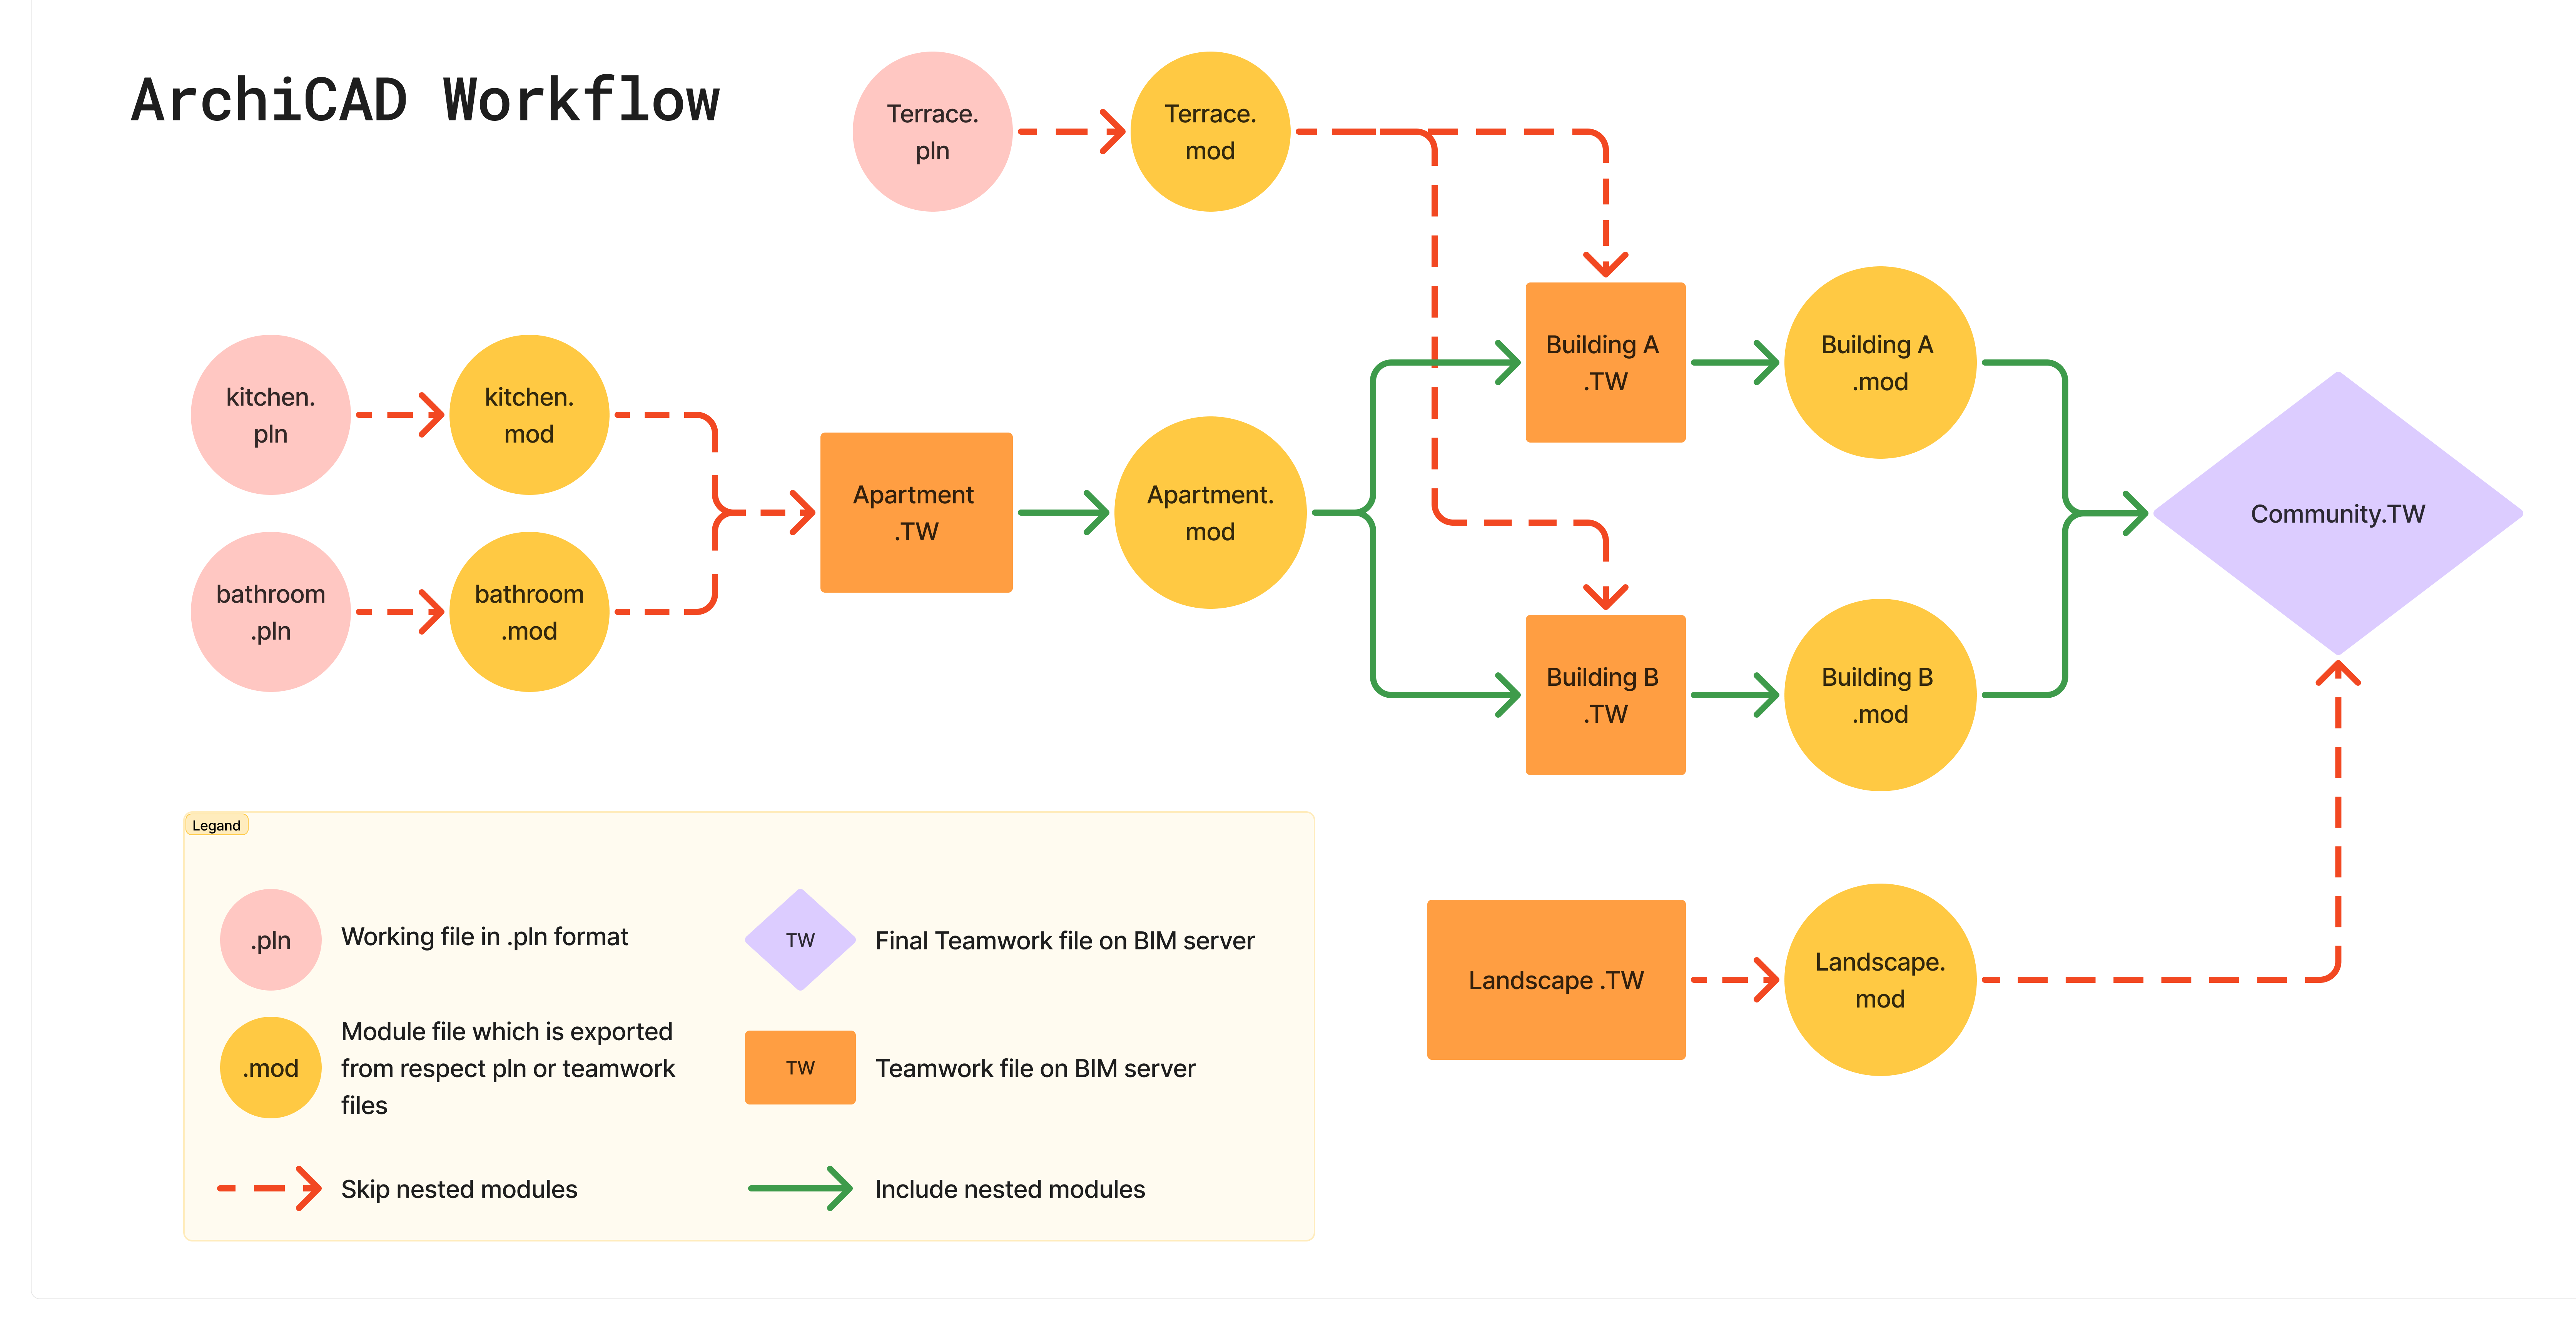 ArchiCAD Workflow
Terrace.
pln
Terrace.
mod
kitchen.
pln
kitchen.
mod
bathroom
.pln
bathroom
.mod
Apartment
.TW
Apartment.
mod
Building A
.TW
Building A
.mod
Building B
.TW
Building B
.mod
Community.TW
Landscape .TW
Landscape.
mod
Legand
.pln
Working file in .pln format
TW
Final Teamwork file on BIM server
.mod
Module file which is exported
from respect pln or teamwork
files
TW
Teamwork file on BIM server
Skip nested modules
Include nested modules